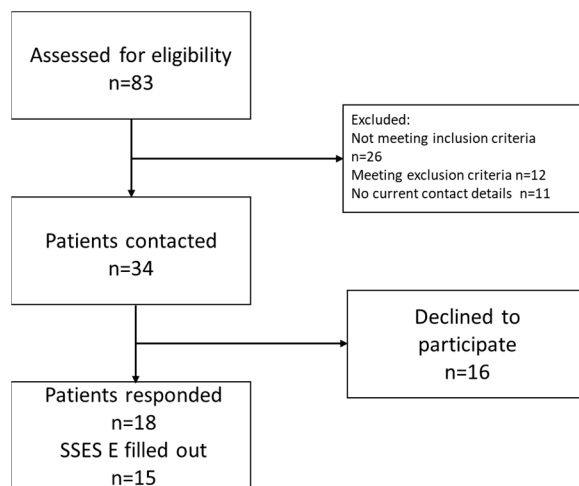 Assessed for eligibility
n=83
Excluded:
Not meeting inclusion criteria
n=26
Meeting exclusion criteria n=12
No current contact details n=11
Patients contacted
n=34
Declined to
participate
n=16
Patients responded
n=18
SSES E filled out
n=15